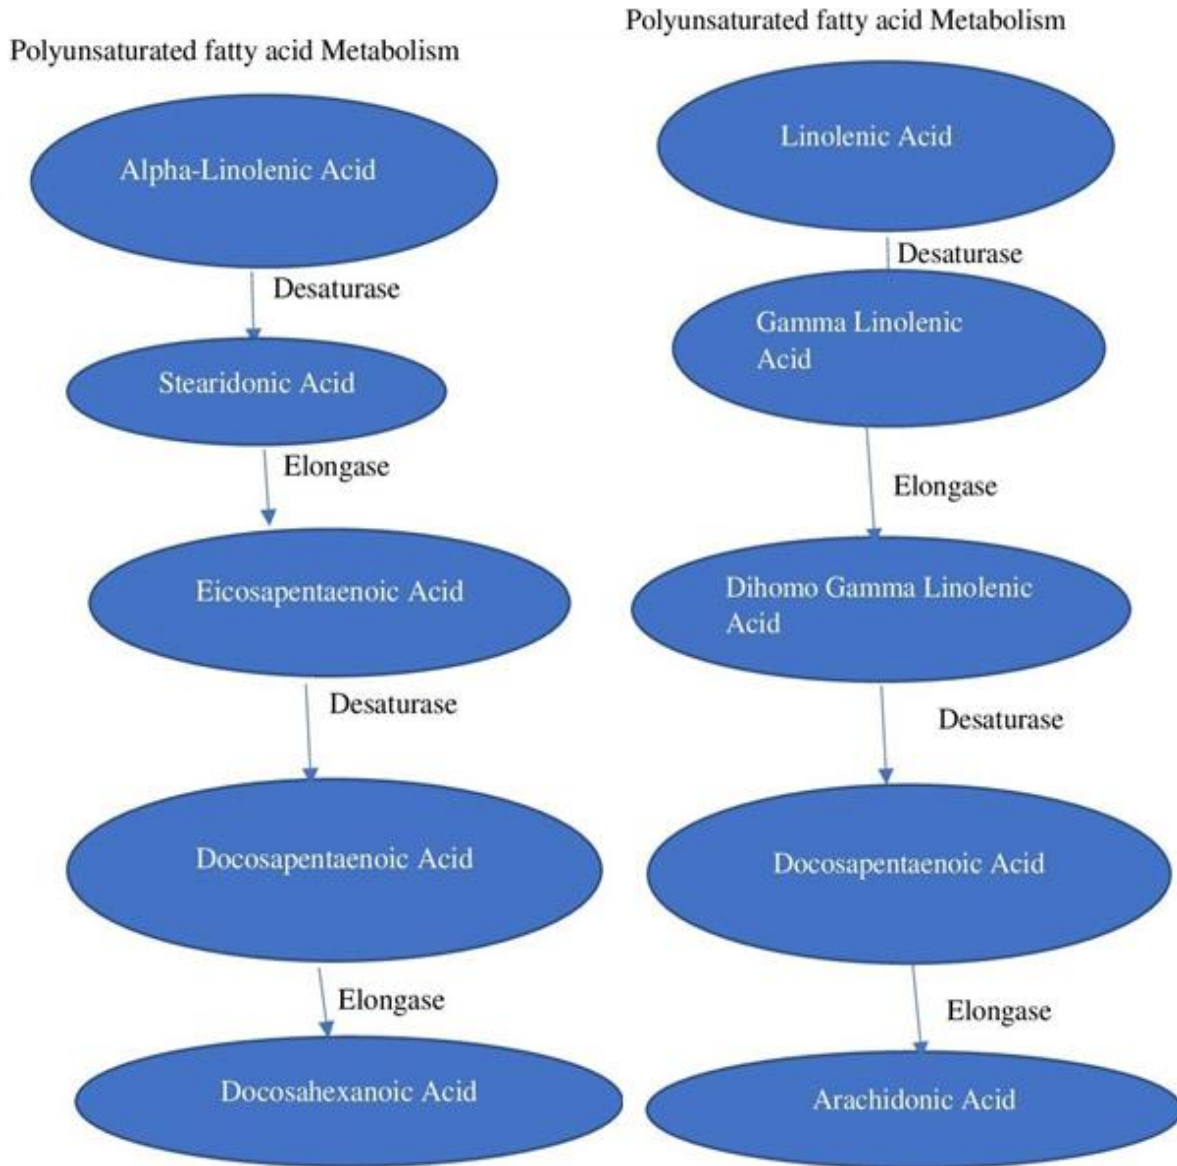 Polyunsaturated fatty acid Metabolism
Alpha-Linolenic Acid
Desaturase
Stearidonic Acid
Elongase
Eicosapentaenoic Acid
Desaturase
Docosapentaenoic Acid
Elongase
Docosahexanoic Acid
Polyunsaturated fatty acid Metabolism
Linolenic Acid
Desaturase
Gamma Linolenic
Acid
Elongase
Dihomo Gamma Linolenic
Acid
Desaturase
Docosapentaenoic Acid
Elongase
Arachidonic Acid